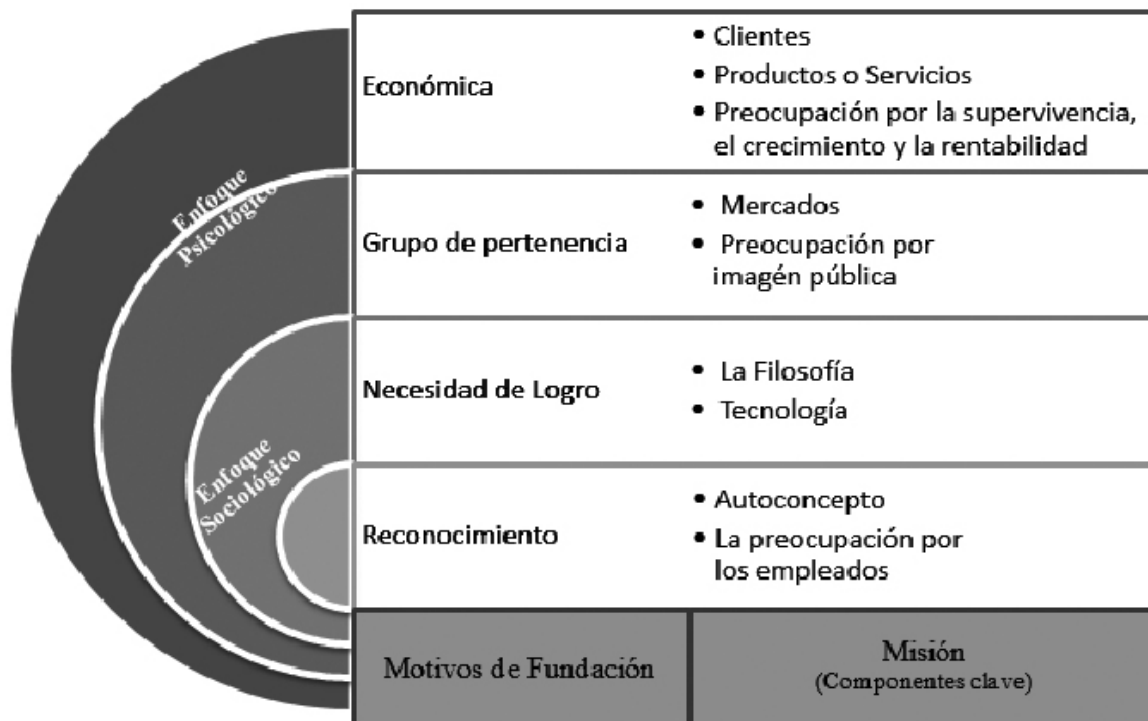 Enfoque
Psicológico
Enfoque
Sociológico
Económica
• Clientes
• Productos o Servicios
• Preocupación por la supervivencia,
el crecimiento y la rentabilidad
Grupo de pertenencia
• Mercados
• Preocupación por
imagén pública
Necesidad de Logro
• La Filosofía
• Tecnología
Reconocimiento
• Autoconcepto
• La preocupación por
los empleados
Motivos de Fundación
Misión
(Componentes clave)